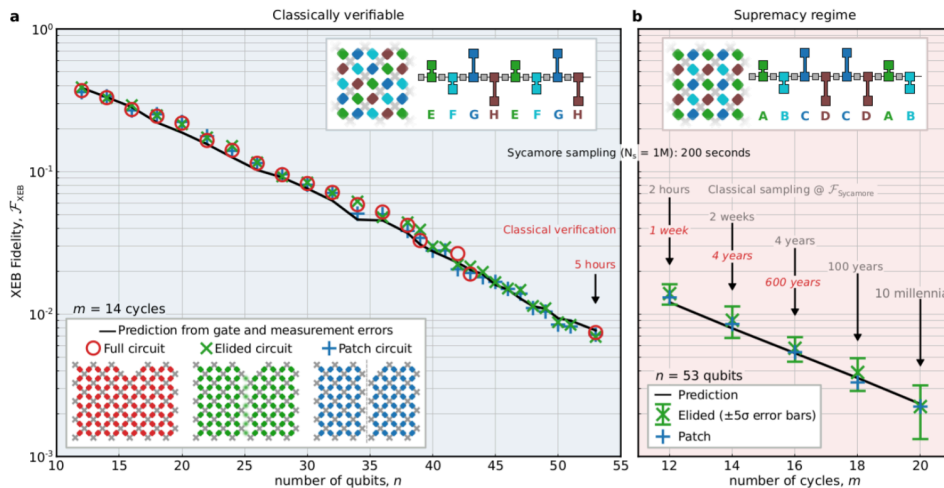 a
Classically verifiable
XEB Fidelity, ℱ_XEB
10⁰
10⁻¹
10⁻²
10⁻³
E F G H E F G H
Sycamore sampling (Nₛ = 1M): 200 seconds
Classical verification
5 hours
m = 14 cycles
Prediction from gate and measurement errors
Full circuit
Elided circuit
Patch circuit
10 15 20 25 30 35 40 45 50 55
number of qubits, n
b
Supremacy regime
A B C D C D A B
Classical sampling @ ℱ_Sycamore
2 hours
1 week
2 weeks
4 years
4 years
600 years
100 years
10 millennia
n = 53 qubits
Prediction
Elided (±5σ error bars)
Patch
12 14 16 18 20
number of cycles, m